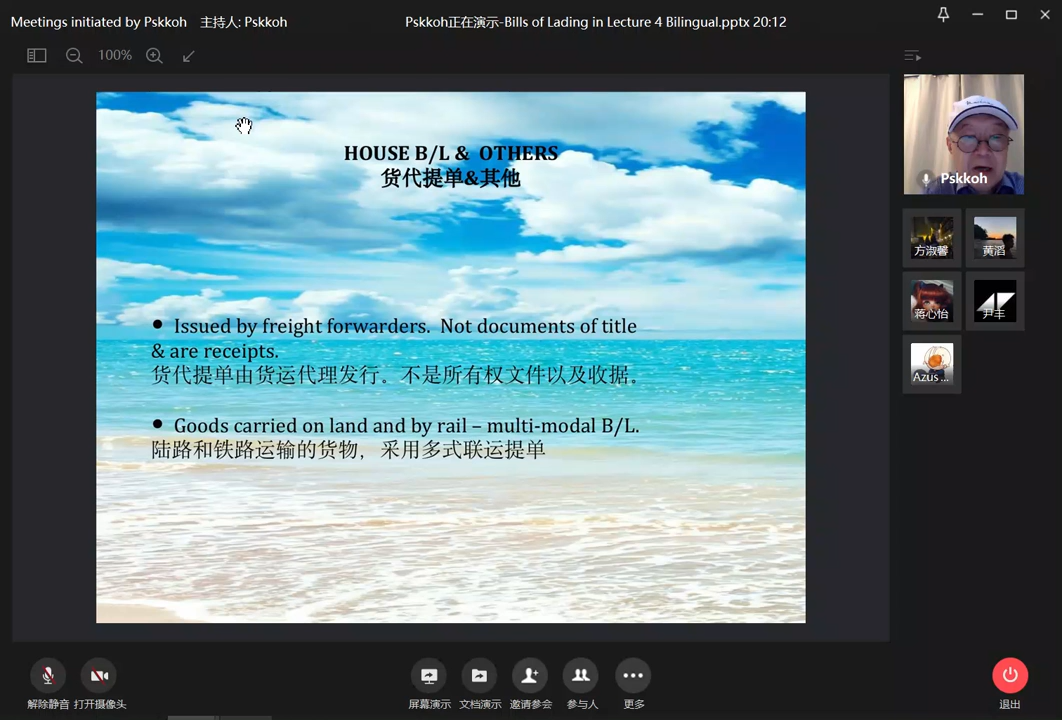 Meetings initiated by Pskkoh 主持人: Pskkoh
Pskkoh正在演示-Bills of Lading in Lecture 4 Bilingual.pptx 20:12
100%
HOUSE B/L & OTHERS
货代提单&其他
• Issued by freight forwarders. Not documents of title
& are receipts.
货代提单由货运代理发行。不是所有权文件以及收据。
• Goods carried on land and by rail – multi-modal B/L.
陆路和铁路运输的货物，采用多式联运提单
Pskkoh
方淑馨
黄滔
蒋心怡
尹丰
Azus...
解除静音
打开摄像头
屏幕演示
文档演示
邀请参会
参与人
更多
退出